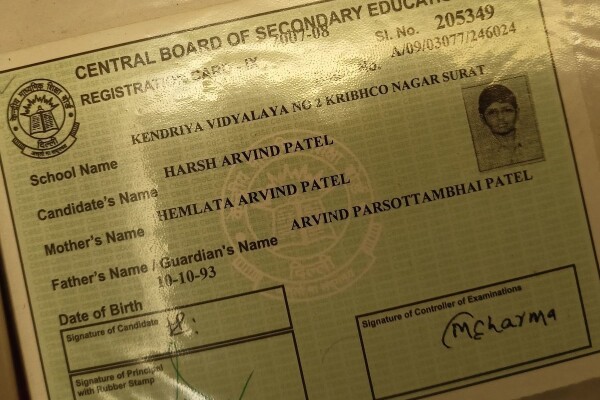 CENTRAL BOARD OF SECONDARY EDUCATION
REGISTRATION CARD - IX 2007-08 Sl. No. 205349
No. A/09/03077/246024
School Name KENDRIYA VIDYALAYA NO 2 KRIBHCO NAGAR SURAT
Candidate's Name HARSH ARVIND PATEL
Mother's Name HEMLATA ARVIND PATEL
Father's Name / Guardian's Name ARVIND PARSOTTAMBHAI PATEL
Date of Birth 10-10-93
Signature of Candidate
Signature of Controller of Examinations
Signature of Principal
with Rubber Stamp